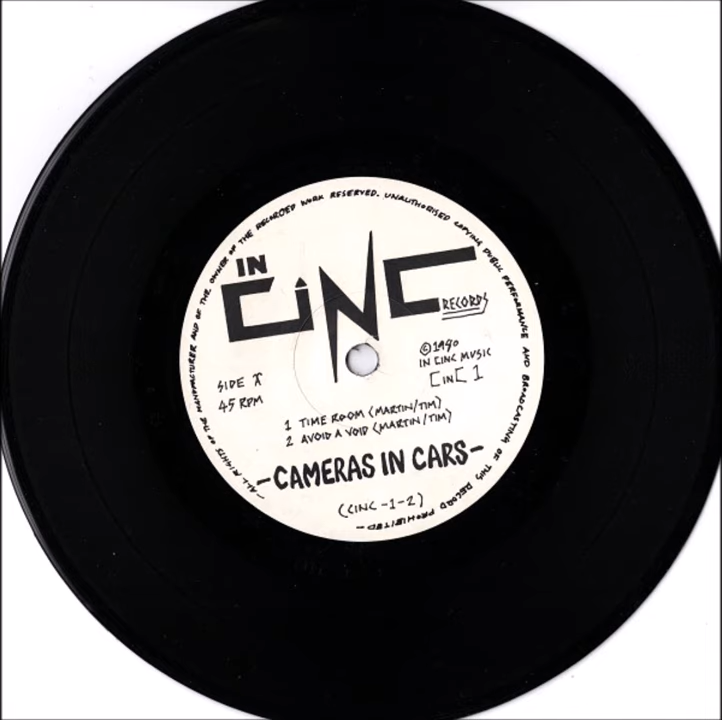 -ALL RIGHTS OF THE MANUFACTURER AND OF THE OWNER OF THE RECORDED WORK RESERVED. UNAUTHORISED COPYING PUBLIC PERFORMANCE AND BROADCASTING OF THIS RECORD PROHIBITED-
IN
CINC
RECORDS
©1980
IN CINC MUSIC
CINC 1
SIDE A
45 RPM
1 TIME ROOM (MARTIN/TIM)
2 AVOID A VOID (MARTIN/TIM)
-CAMERAS IN CARS-
(CINC-1-2)